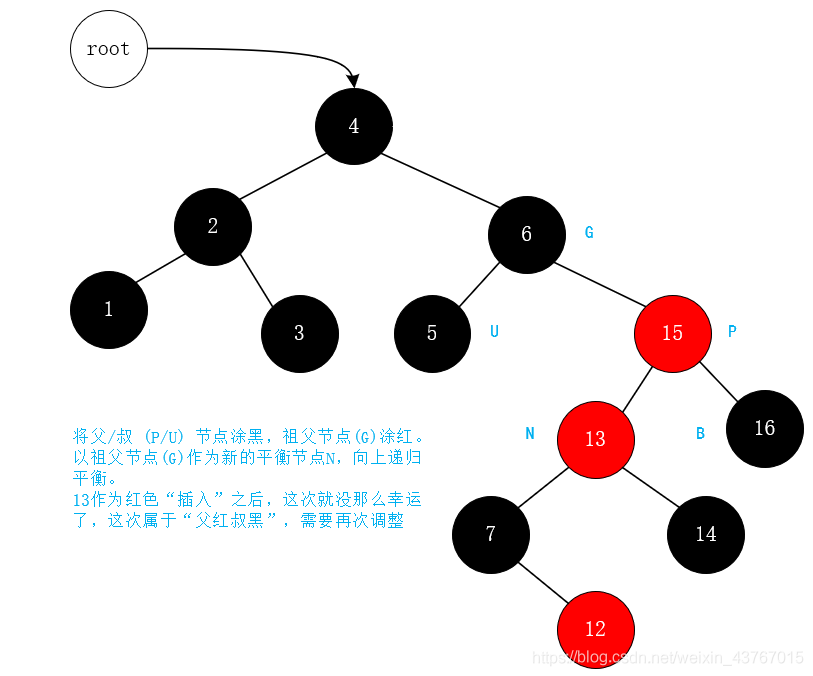 root
4
2
6
G
1
3
5
U
15
P
N
13
B
16
将父/叔 (P/U) 节点涂黑，祖父节点(G)涂红。
以祖父节点(G)作为新的平衡节点N，向上递归
平衡。
13作为红色“插入”之后，这次就没那么幸运
了，这次属于“父红叔黑”，需要再次调整
7
14
12
https://blog.csdn.net/weixin_43767015